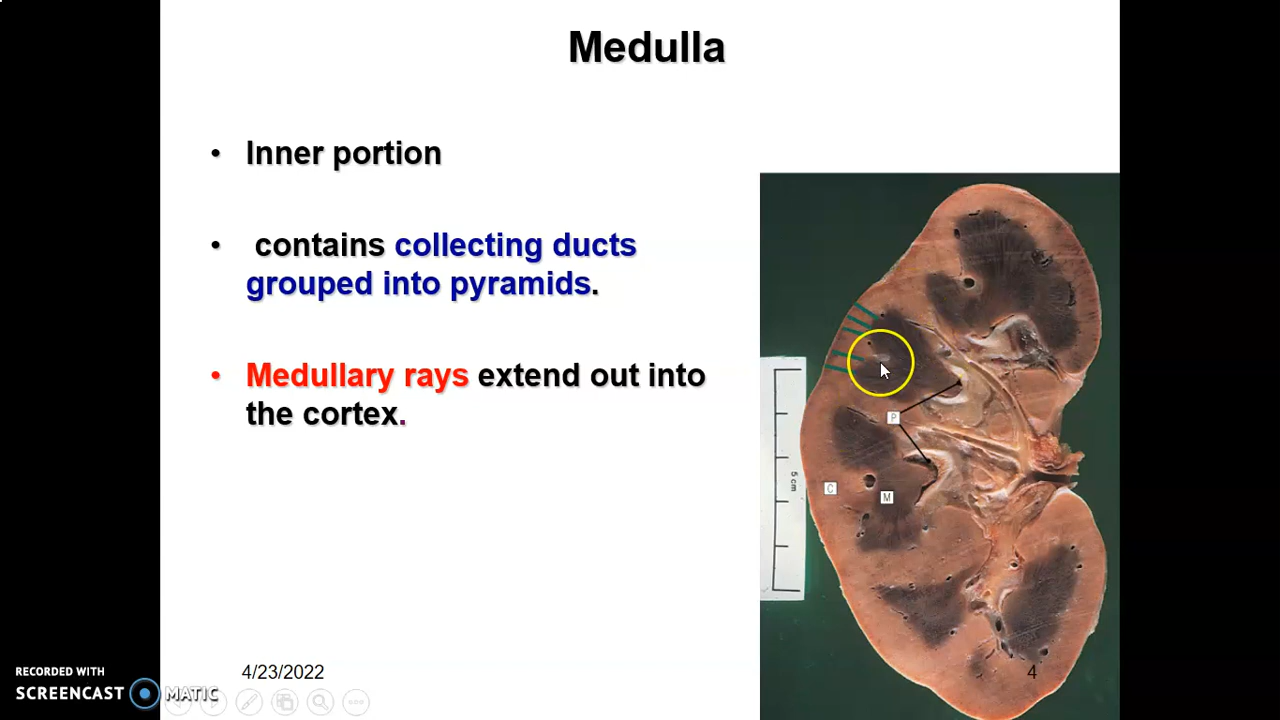 Medulla
• Inner portion
• contains collecting ducts
grouped into pyramids.
• Medullary rays extend out into
the cortex.
P
5 cm
C
M
4/23/2022
4
RECORDED WITH
SCREENCAST MATIC